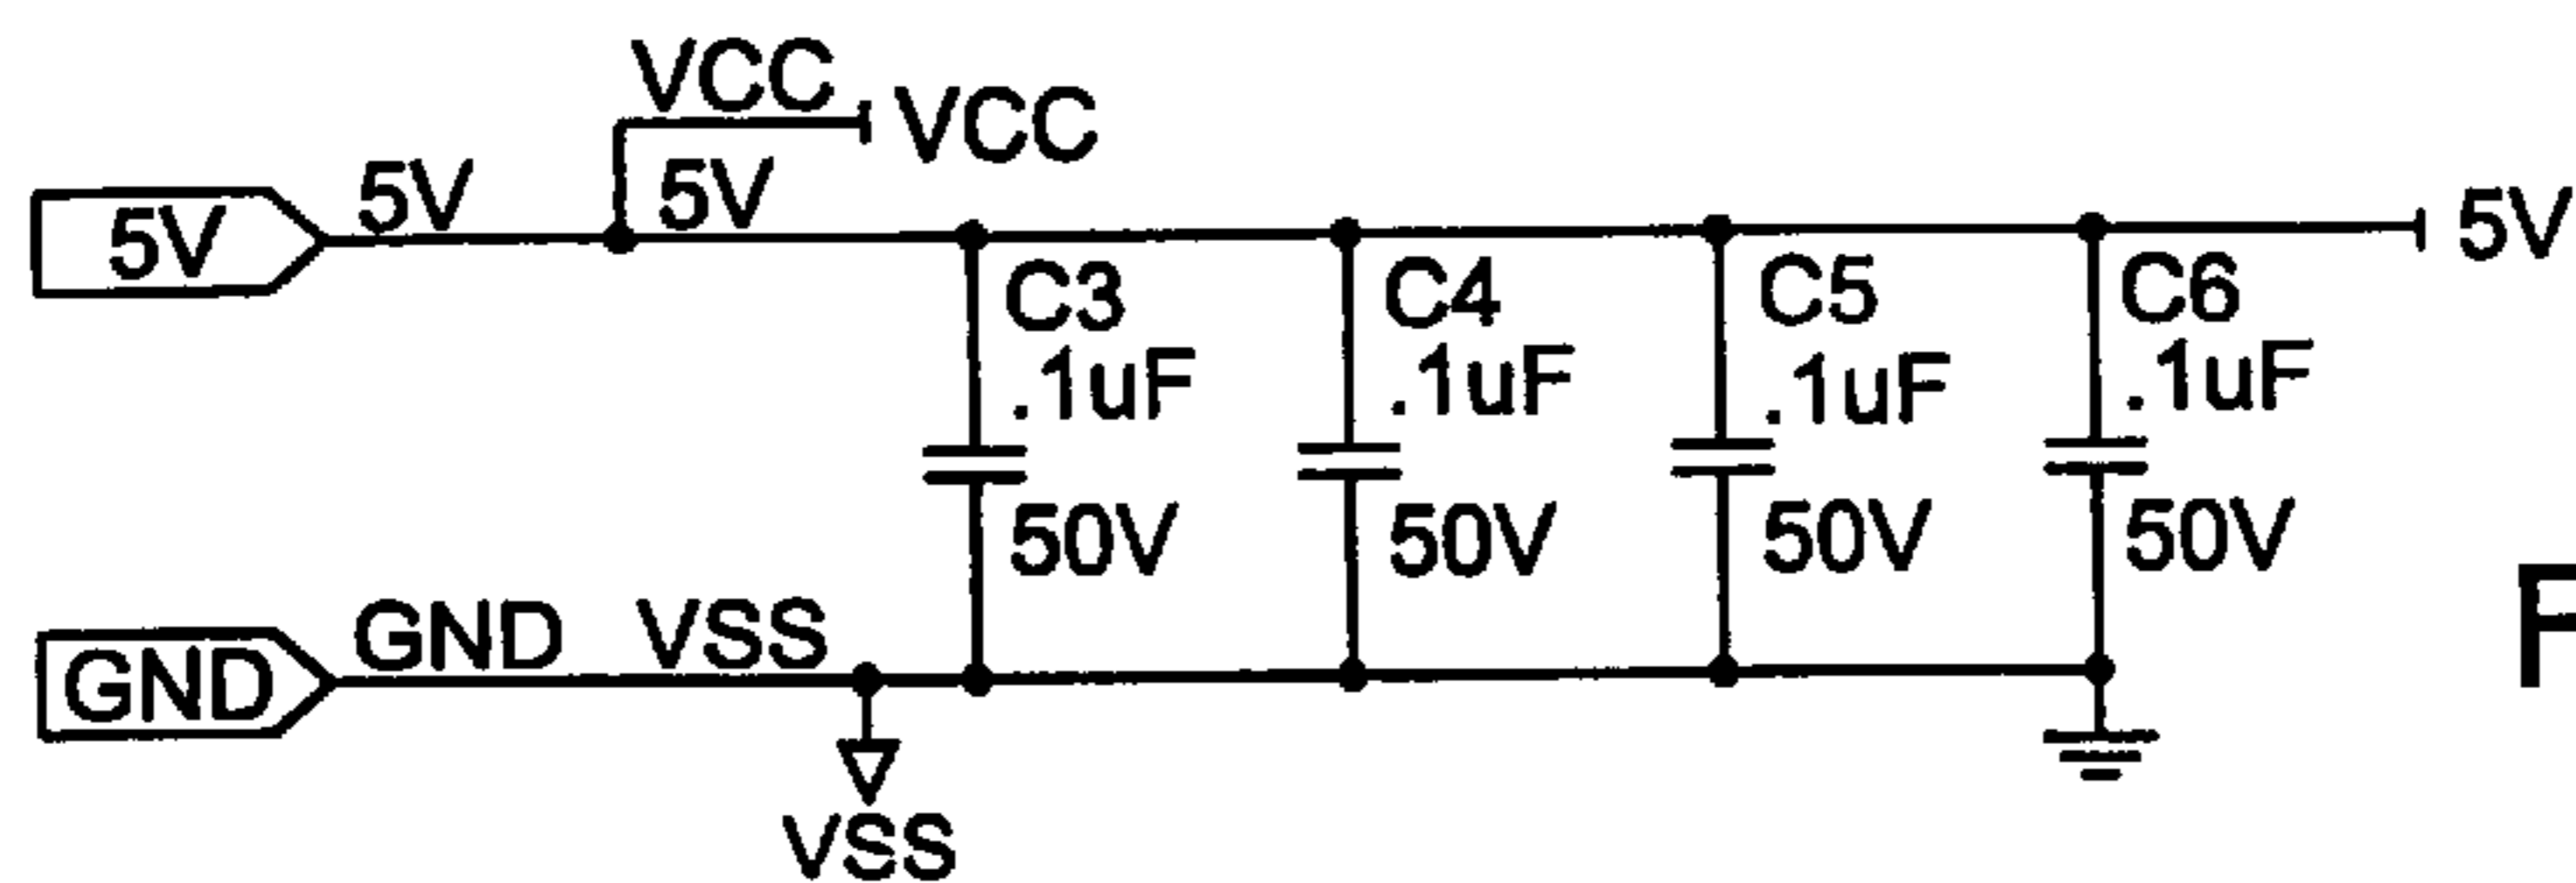 VCC
VCC
5V
5V
5V
5V
C3
.1uF
50V
C4
.1uF
50V
C5
.1uF
50V
C6
.1uF
50V
GND
GND
VSS
VSS
F